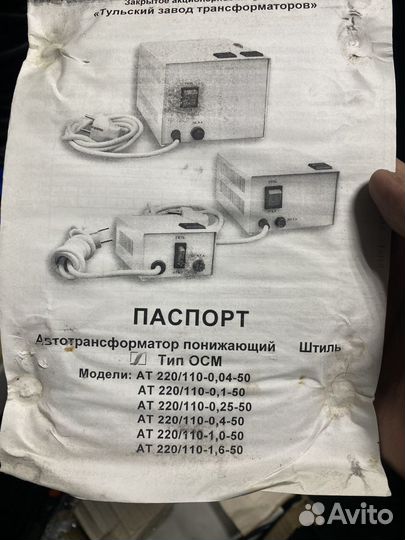 Закрытое акционерное
«Тульский завод трансформаторов»
ПАСПОРТ
Автотрансформатор понижающий Штиль
Тип ОСМ
Модели: АТ 220/110-0,04-50
АТ 220/110-0,1-50
АТ 220/110-0,25-50
АТ 220/110-0,4-50
АТ 220/110-1,0-50
АТ 220/110-1,6-50
Avito